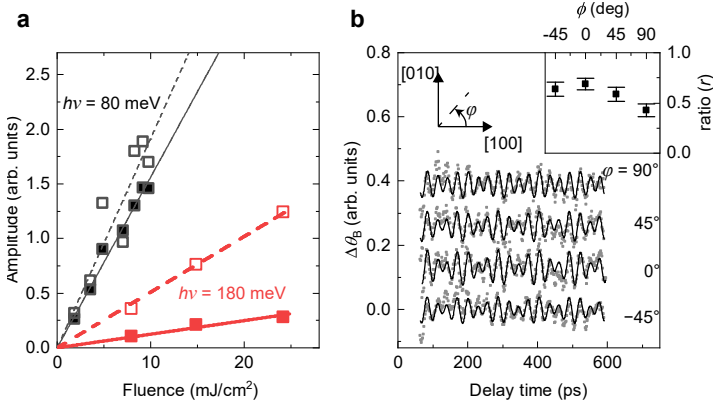 a
2.5
2.0
1.5
1.0
0.5
0.0
Amplitude (arb. units)
hν = 80 meV
hν = 180 meV
0
10
20
Fluence (mJ/cm²)
b
0.8
0.6
0.4
0.2
0.0
Δθ_B (arb. units)
[010]
φ
[100]
ϕ (deg)
-45 0 45 90
1.0
0.5
0.0
ratio (r)
φ = 90°
45°
0°
−45°
0 200 400 600 800
Delay time (ps)